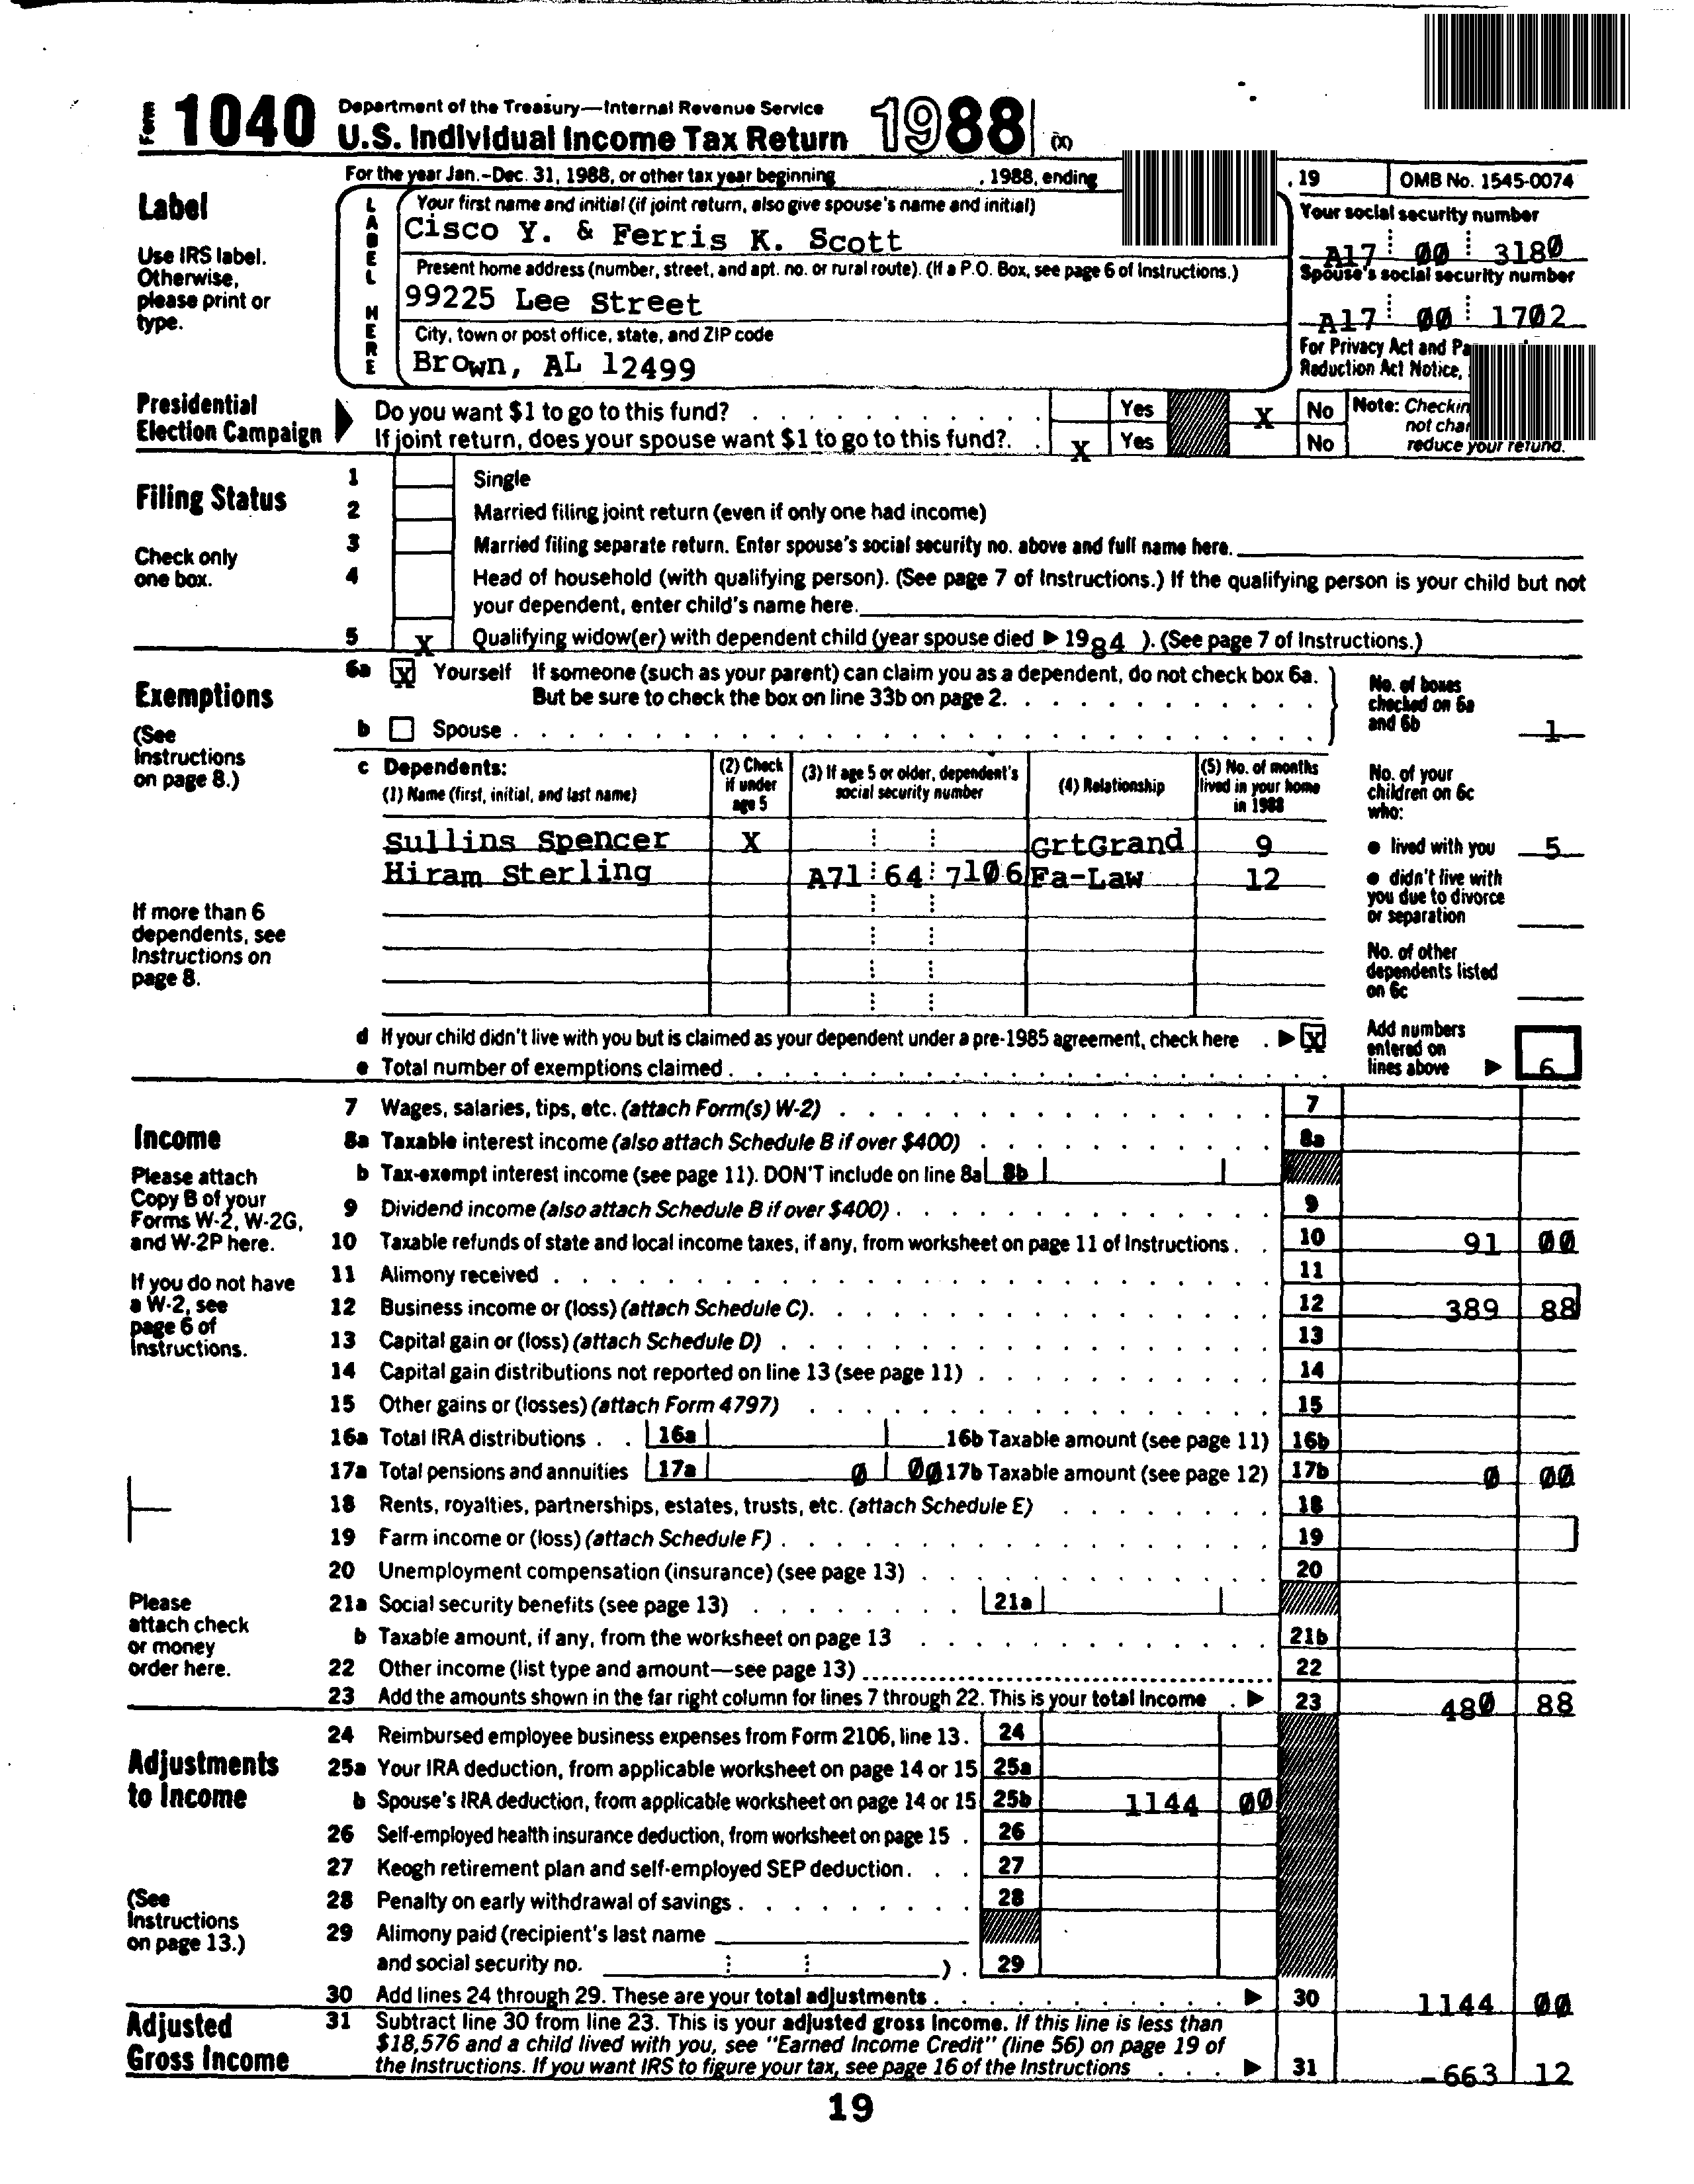 Form 1040 Department of the Treasury—Internal Revenue Service
U.S. Individual Income Tax Return 1988 (X)
For the year Jan.–Dec. 31, 1988, or other tax year beginning , 1988, ending , 19 OMB No. 1545-0074
Label
Use IRS label. Otherwise, please print or type.
LABEL HERE
Your first name and initial (if joint return, also give spouse's name and initial)
Cisco Y. & Ferris K. Scott
Your social security number
A17 00 3180
Present home address (number, street, and apt. no. or rural route). (If a P.O. Box, see page 6 of Instructions.)
99225 Lee Street
Spouse's social security number
A17 00 1702
City, town or post office, state, and ZIP code
Brown, AL 12499
For Privacy Act and
Reduction Act Notice,
Presidential Election Campaign
Do you want $1 to go to this fund? Yes X No
If joint return, does your spouse want $1 to go to this fund? X Yes No
Note:
not
reduce your refund.
Filing Status
Check only one box.
1 Single
2 Married filing joint return (even if only one had income)
3 Married filing separate return. Enter spouse's social security no. above and full name here.
4 Head of household (with qualifying person). (See page 7 of Instructions.) If the qualifying person is your child but not
your dependent, enter child's name here.
5 X Qualifying widow(er) with dependent child (year spouse died ▶ 1984 ). (See page 7 of Instructions.)
Exemptions
(See Instructions on page 8.)
6a X Yourself If someone (such as your parent) can claim you as a dependent, do not check box 6a.
But be sure to check the box on line 33b on page 2.
b Spouse
No. of boxes checked on 6a and 6b 1
c Dependents:
(1) Name (first, initial, and last name) (2) Check if under age 5 (3) If age 5 or older, dependent's social security number (4) Relationship (5) No. of months lived in your home in 1988
Sullins Spencer X GrtGrand 9
Hiram Sterling A71 64 7106 Fa-Law 12
If more than 6 dependents, see Instructions on page 8.
No. of your children on 6c who:
● lived with you 5
● didn't live with you due to divorce or separation
No. of other dependents listed on 6c
d If your child didn't live with you but is claimed as your dependent under a pre-1985 agreement, check here ▶ X
e Total number of exemptions claimed
Add numbers entered on lines above ▶ 6
Income
Please attach Copy B of your Forms W-2, W-2G, and W-2P here.
If you do not have a W-2, see page 6 of Instructions.
Please attach check or money order here.
7 Wages, salaries, tips, etc. (attach Form(s) W-2) 7
8a Taxable interest income (also attach Schedule B if over $400) 8a
b Tax-exempt interest income (see page 11). DON'T include on line 8a 8b
9 Dividend income (also attach Schedule B if over $400) 9
10 Taxable refunds of state and local income taxes, if any, from worksheet on page 11 of Instructions 10 91 00
11 Alimony received 11
12 Business income or (loss) (attach Schedule C) 12 389 88
13 Capital gain or (loss) (attach Schedule D) 13
14 Capital gain distributions not reported on line 13 (see page 11) 14
15 Other gains or (losses) (attach Form 4797) 15
16a Total IRA distributions 16a 16b Taxable amount (see page 11) 16b
17a Total pensions and annuities 17a 0 00 17b Taxable amount (see page 12) 17b 0 00
18 Rents, royalties, partnerships, estates, trusts, etc. (attach Schedule E) 18
19 Farm income or (loss) (attach Schedule F) 19
20 Unemployment compensation (insurance) (see page 13) 20
21a Social security benefits (see page 13) 21a
b Taxable amount, if any, from the worksheet on page 13 21b
22 Other income (list type and amount—see page 13) 22
23 Add the amounts shown in the far right column for lines 7 through 22. This is your total income ▶ 23 480 88
Adjustments to Income
(See Instructions on page 13.)
24 Reimbursed employee business expenses from Form 2106, line 13 24
25a Your IRA deduction, from applicable worksheet on page 14 or 15 25a
b Spouse's IRA deduction, from applicable worksheet on page 14 or 15 25b 1144 00
26 Self-employed health insurance deduction, from worksheet on page 15 26
27 Keogh retirement plan and self-employed SEP deduction 27
28 Penalty on early withdrawal of savings 28
29 Alimony paid (recipient's last name
and social security no. ) 29
30 Add lines 24 through 29. These are your total adjustments ▶ 30 1144 00
Adjusted Gross Income
31 Subtract line 30 from line 23. This is your adjusted gross income. If this line is less than
$18,576 and a child lived with you, see "Earned Income Credit" (line 56) on page 19 of
the Instructions. If you want IRS to figure your tax, see page 16 of the Instructions ▶ 31 -663 12
19